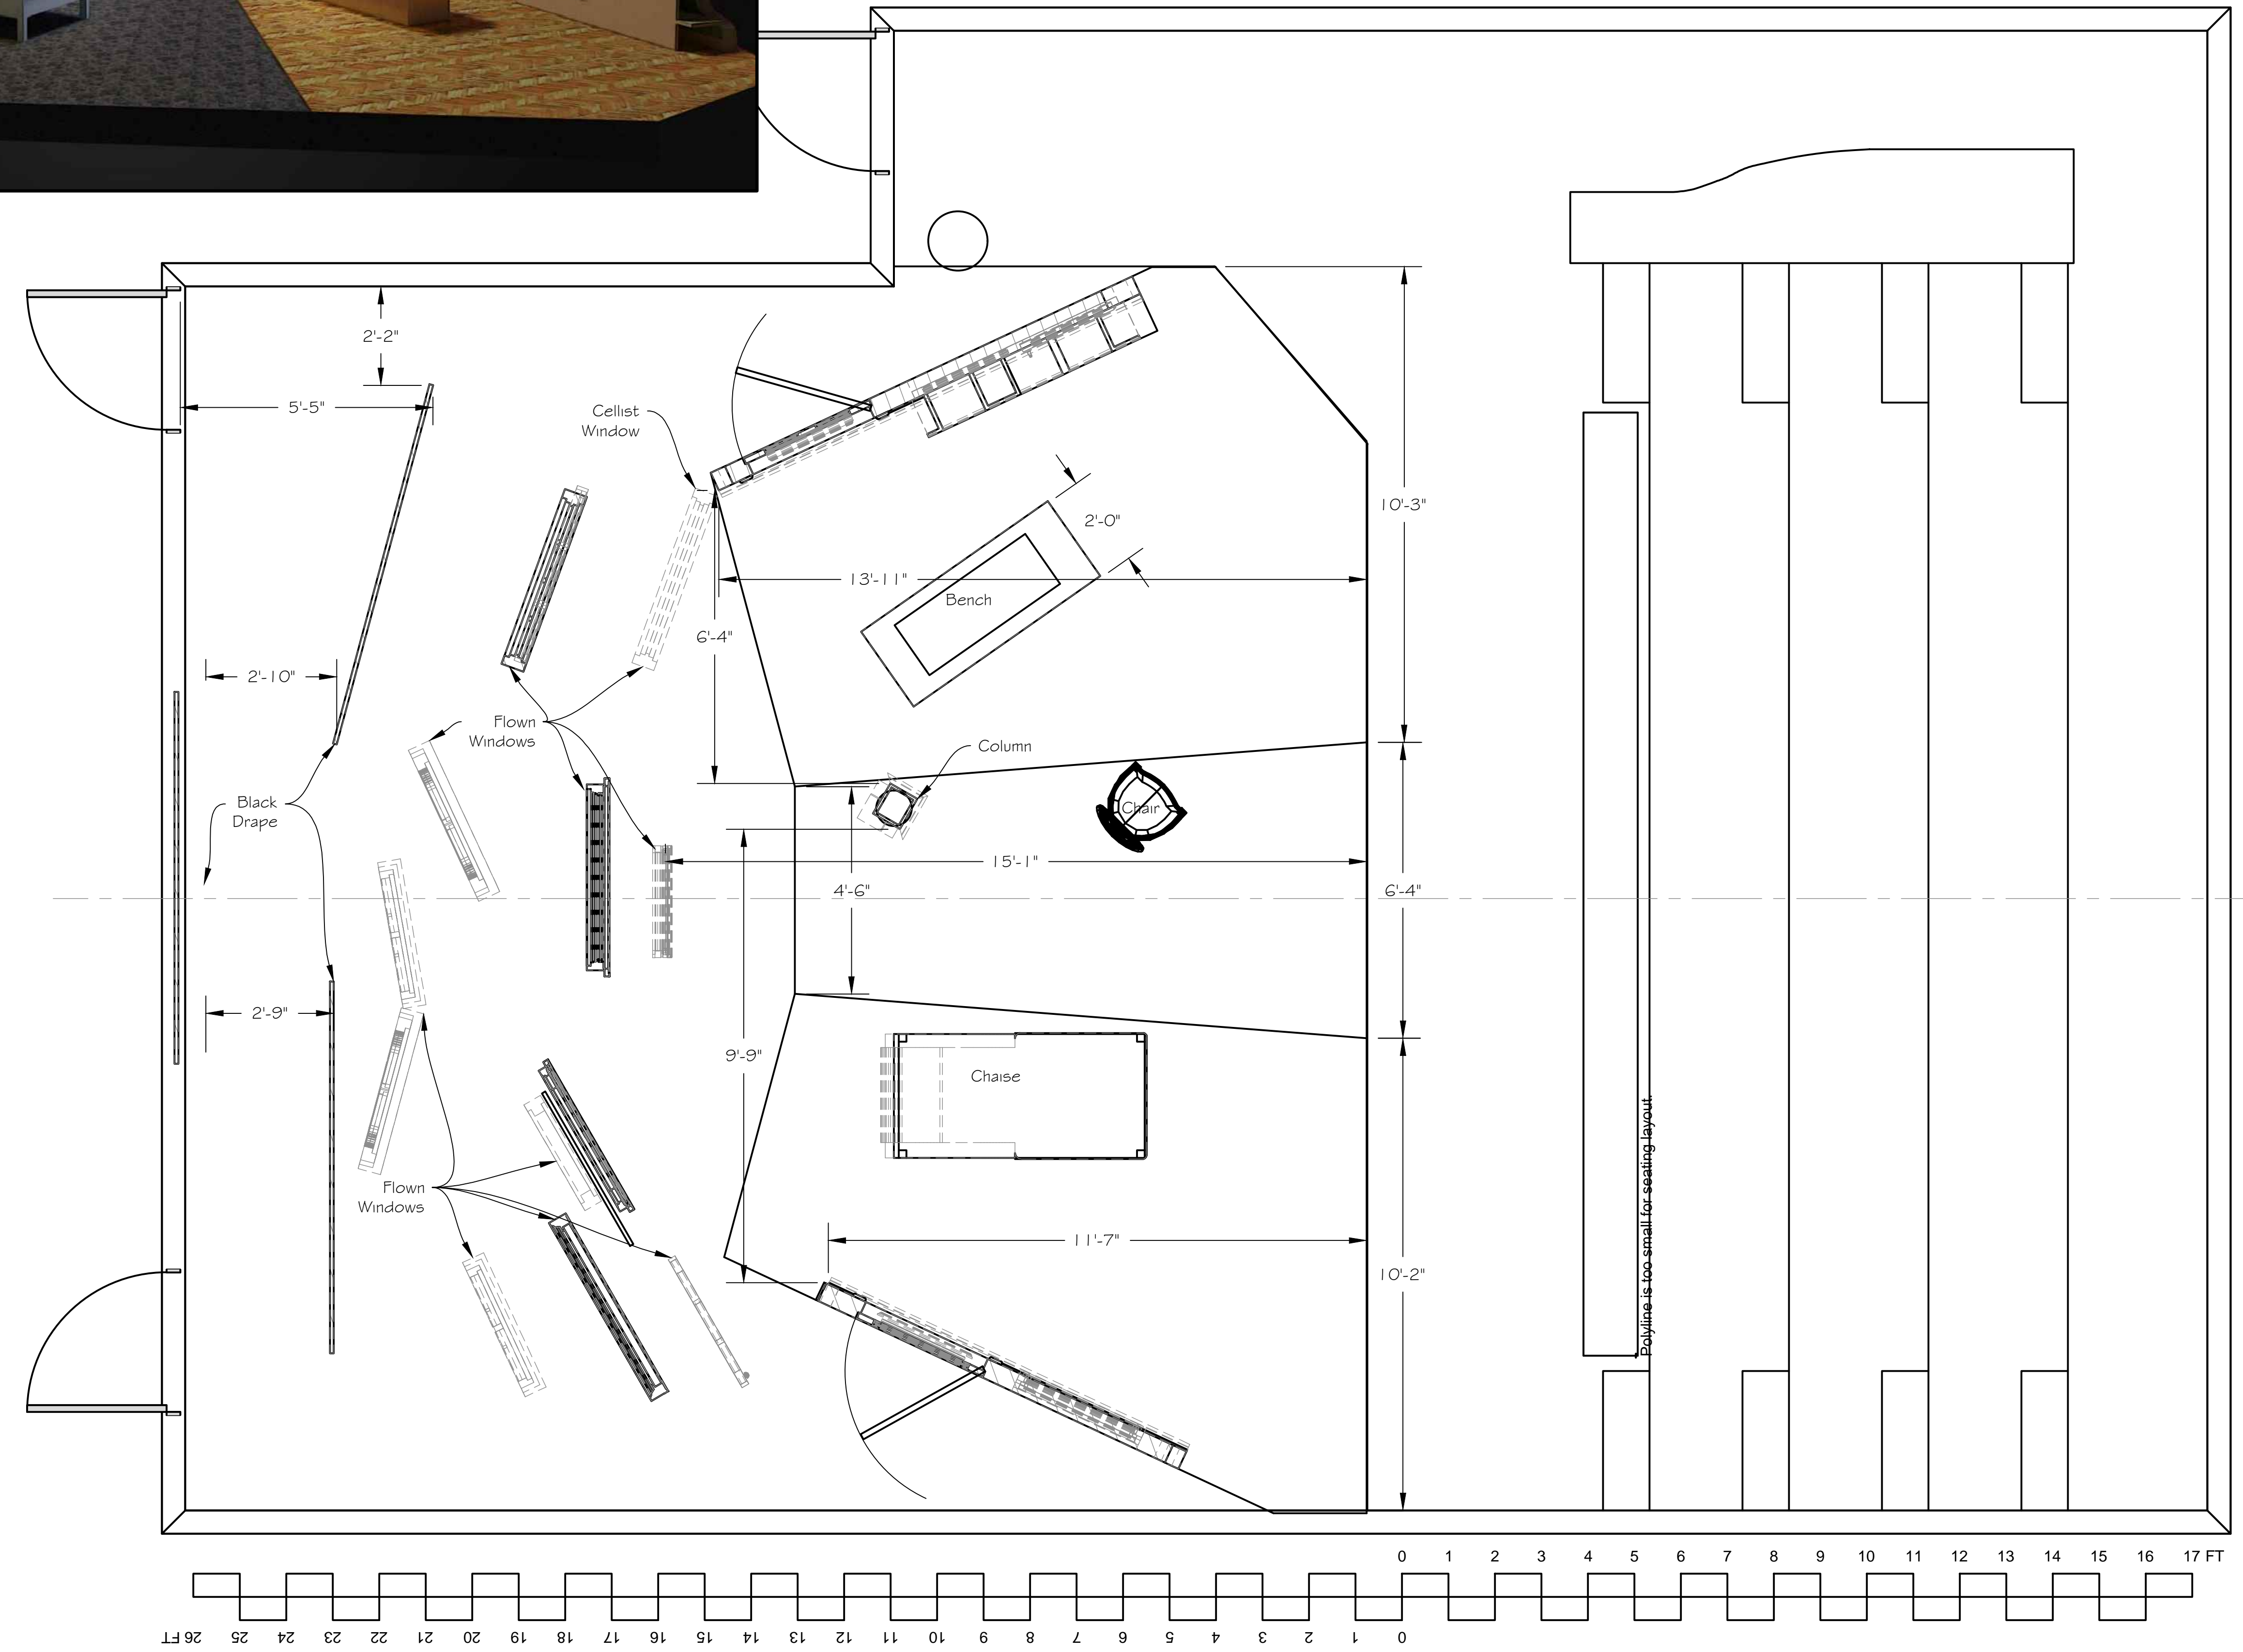 2'-2"
5'-5"
Cellist
Window
10'-3"
2'-0"
13'-11"
Bench
6'-4"
2'-10"
Flown
Windows
Column
Black
Drape
Chair
15'-1"
4'-6"
6'-4"
2'-9"
9'-9"
Chaise
Polyline is too small for seating layout.
Flown
Windows
11'-7"
10'-2"
0 1 2 3 4 5 6 7 8 9 10 11 12 13 14 15 16 17 FT
26 FT 25 24 23 22 21 20 19 18 17 16 15 14 13 12 11 10 9 8 7 6 5 4 3 2 1 0